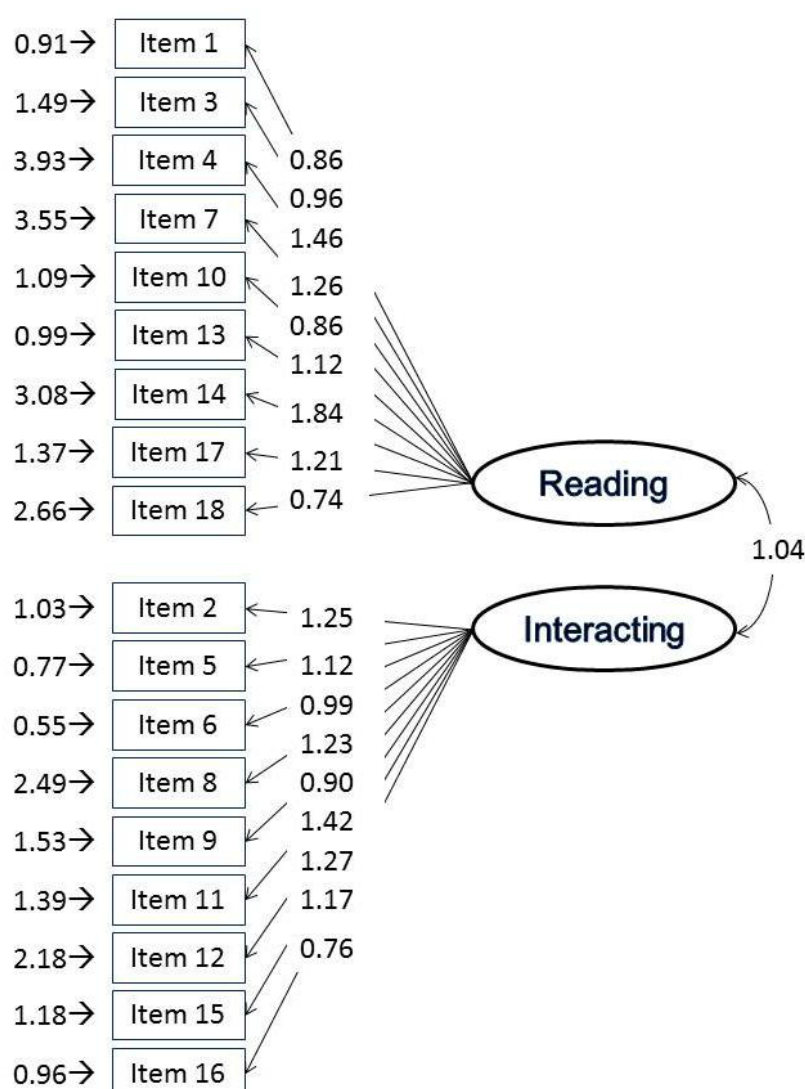 0.91→ Item 1
1.49→ Item 3
0.86
3.93→ Item 4
0.96
3.55→ Item 7
1.46
1.09→ Item 10
1.26
0.99→ Item 13
0.86
1.12
3.08→ Item 14
1.84
1.37→ Item 17
1.21
2.66→ Item 18
0.74
Reading
1.04
1.03→ Item 2
1.25
Interacting
0.77→ Item 5
1.12
0.55→ Item 6
0.99
1.23
2.49→ Item 8
0.90
1.53→ Item 9
1.42
1.27
1.39→ Item 11
1.17
2.18→ Item 12
0.76
1.18→ Item 15
0.96→ Item 16